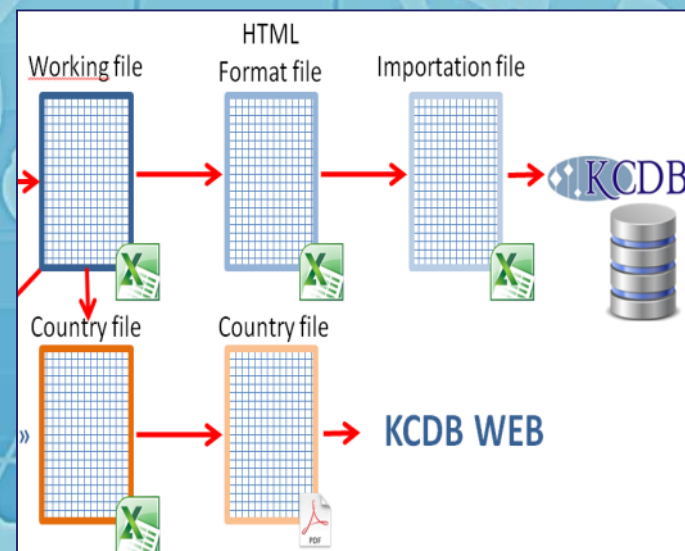 HTML
Working file
Format file
Importation file
KCDB
Country file
Country file
»
KCDB WEB
PDF